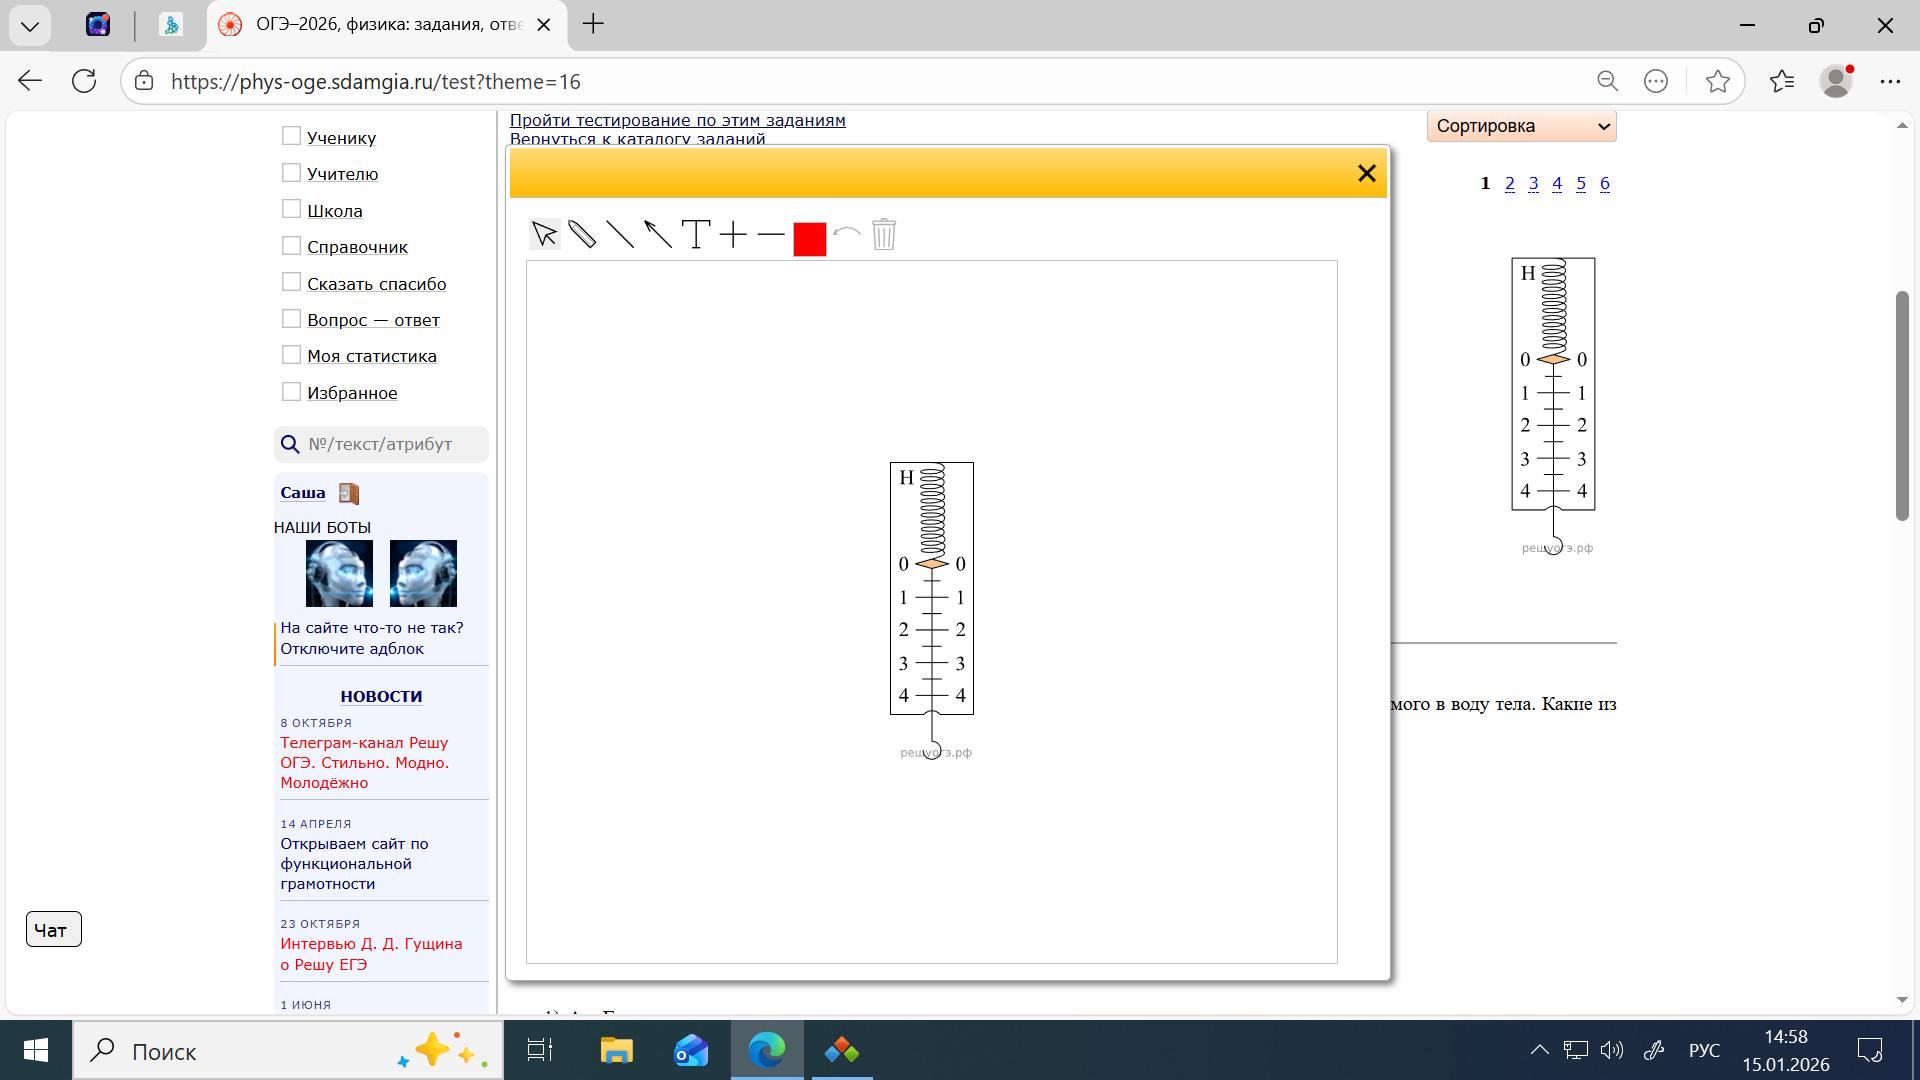 ОГЭ–2026, физика: задания, отве
https://phys-oge.sdamgia.ru/test?theme=16
Ученику
Учителю
Школа
Справочник
Сказать спасибо
Вопрос — ответ
Моя статистика
Избранное
№/текст/атрибут
Саша
НАШИ БОТЫ
На сайте что-то не так?
Отключите адблок
НОВОСТИ
8 ОКТЯБРЯ
Телеграм-канал Решу
ОГЭ. Стильно. Модно.
Молодёжно
14 АПРЕЛЯ
Открываем сайт по
функциональной
грамотности
23 ОКТЯБРЯ
Интервью Д. Д. Гущина
о Решу ЕГЭ
1 ИЮНЯ
Чат
Пройти тестирование по этим заданиям
Вернуться к каталогу заданий
Сортировка
1 2 3 4 5 6
T
Н
0 0
1 1
2 2
3 3
4 4
решуогэ.рф
Н
0 0
1 1
2 2
3 3
4 4
решуогэ.рф
мого в воду тела. Какие из
Поиск
РУС
14:58
15.01.2026